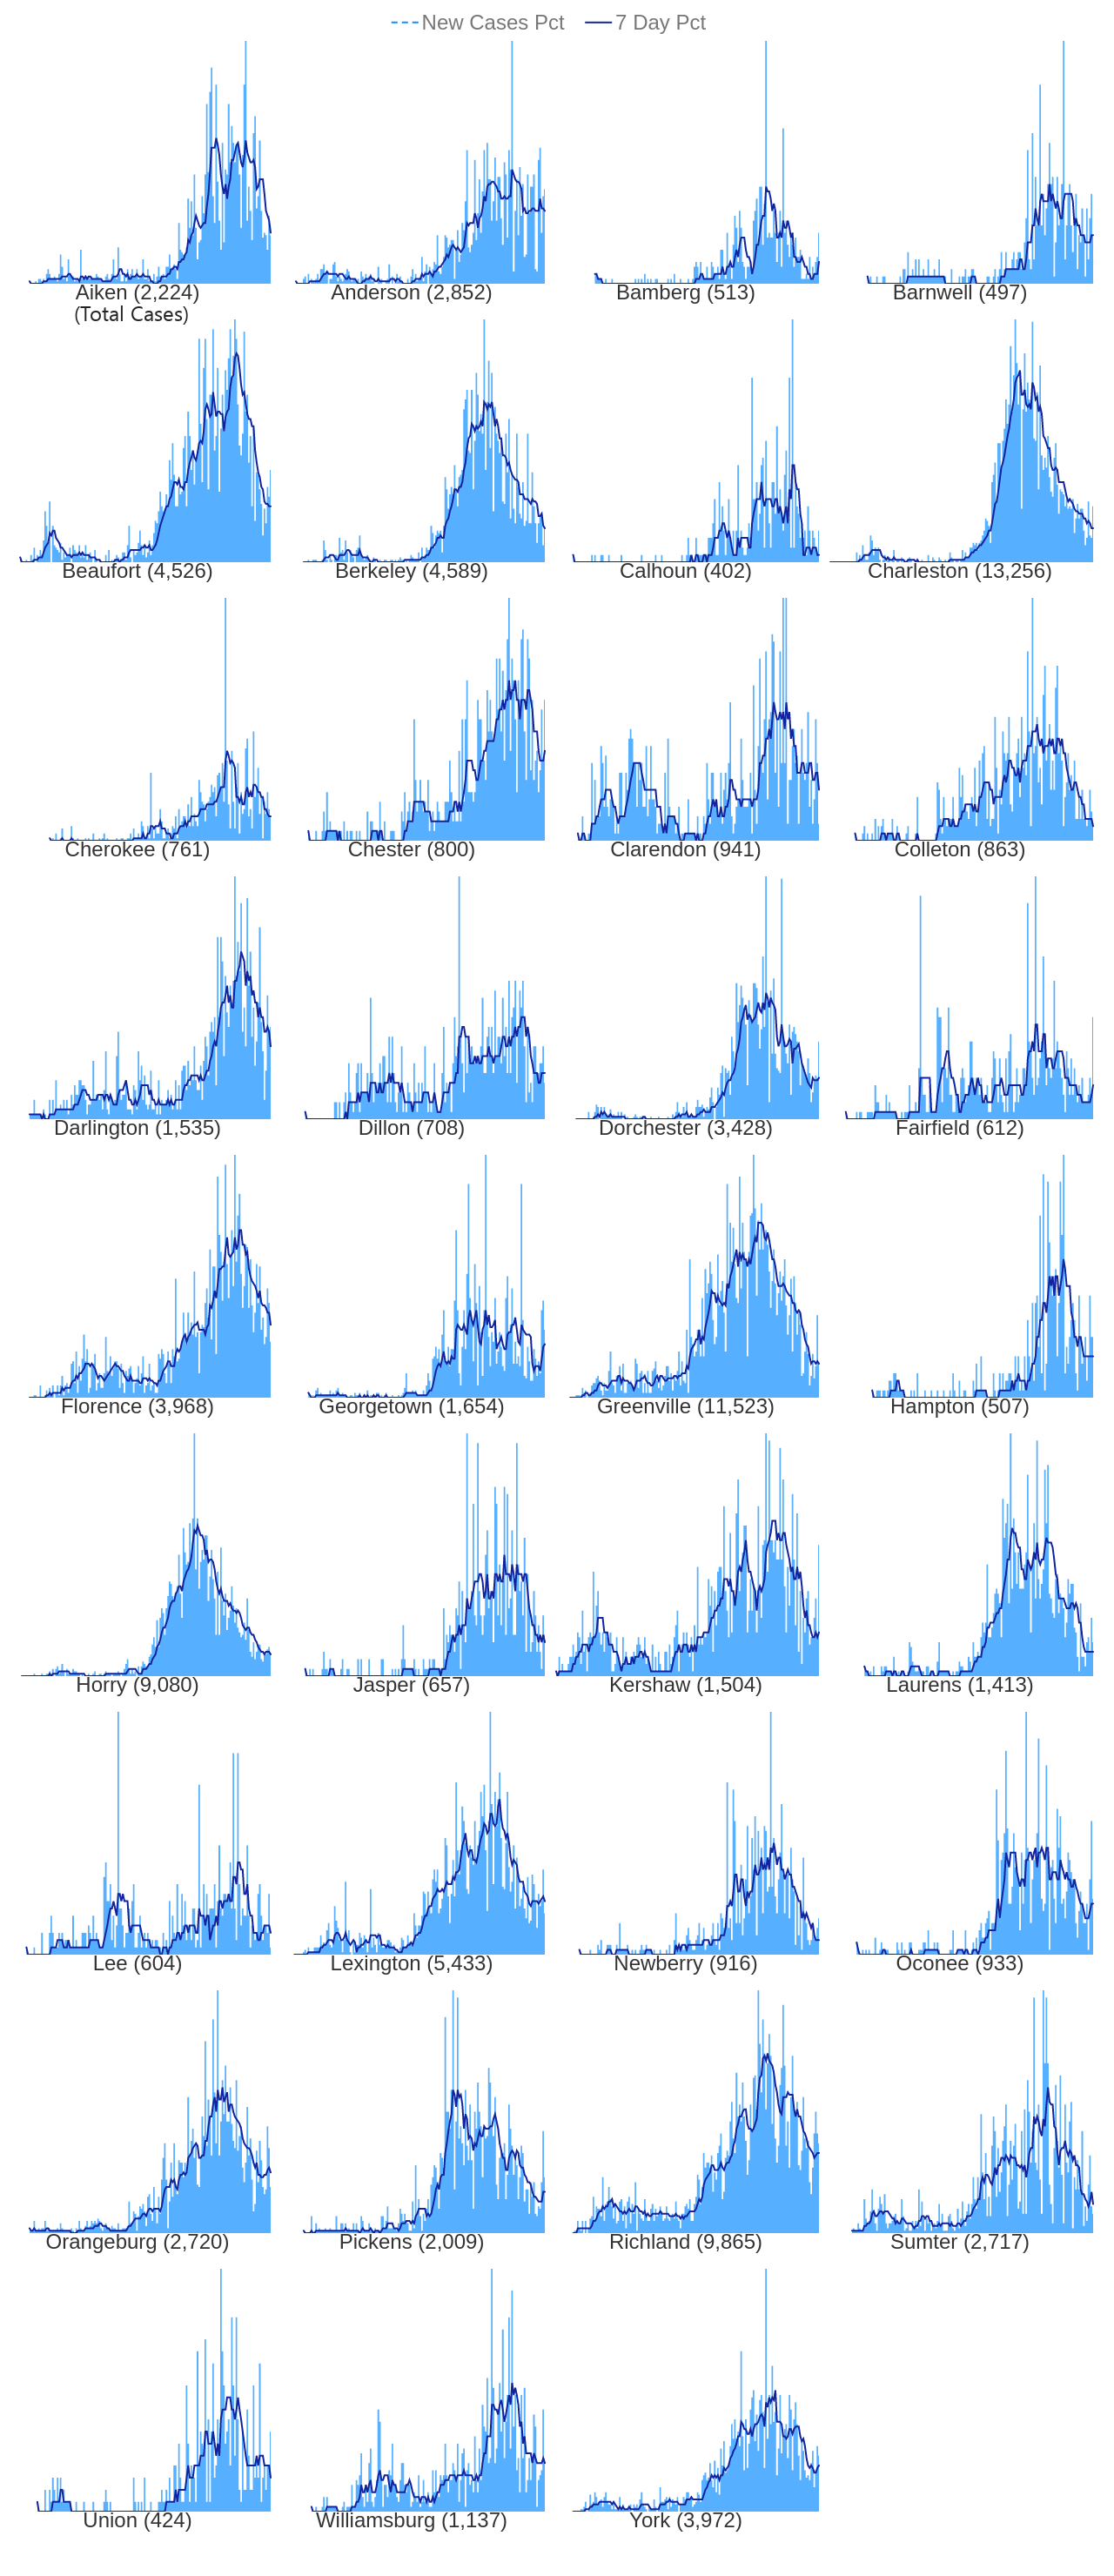 New Cases Pct 7 Day Pct
Aiken (2,224) Anderson (2,852) Bamberg (513) Barnwell (497)
(Total Cases)
Beaufort (4,526) Berkeley (4,589) Calhoun (402) Charleston (13,256)
Cherokee (761) Chester (800) Clarendon (941) Colleton (863)
Darlington (1,535) Dillon (708) Dorchester (3,428) Fairfield (612)
Florence (3,968) Georgetown (1,654) Greenville (11,523) Hampton (507)
Horry (9,080) Jasper (657) Kershaw (1,504) Laurens (1,413)
Lee (604) Lexington (5,433) Newberry (916) Oconee (933)
Orangeburg (2,720) Pickens (2,009) Richland (9,865) Sumter (2,717)
Union (424) Williamsburg (1,137) York (3,972)